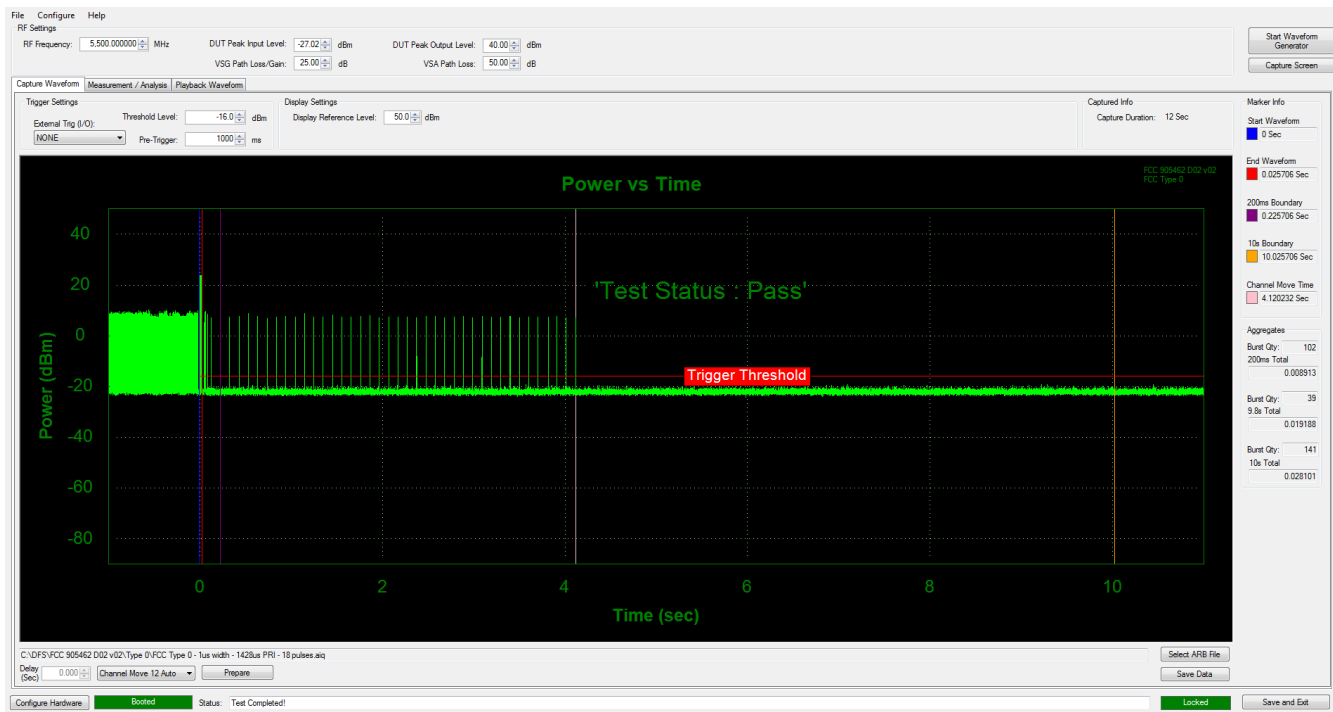 File Configure Help
RF Settings
RF Frequency: 5,500.000000 MHz DUT Peak Input Level: -27.02 dBm DUT Peak Output Level: 40.00 dBm
VSG Path Loss/Gain: 25.00 dB VSA Path Loss: 50.00 dB
Start Waveform
Generator
Capture Screen
Capture Waveform Measurement / Analysis Playback Waveform
Trigger Settings
External Trig (I/O):
NONE
Threshold Level: -16.0 dBm
Pre-Trigger: 1000 ms
Display Settings
Display Reference Level: 50.0 dBm
Captured Info
Capture Duration: 12 Sec
Power vs Time
FCC 905462 D02 v02
FCC Type 0
'Test Status : Pass'
Trigger Threshold
Power (dBm)
40
20
0
-20
-40
-60
-80
0 2 4 6 8 10
Time (sec)
Marker Info
Start Waveform
0 Sec
End Waveform
0.025706 Sec
200ms Boundary
0.225706 Sec
10s Boundary
10.025706 Sec
Channel Move Time
4.120232 Sec
Aggregates
Burst Qty: 102
200ms Total
0.008913
Burst Qty: 39
9.8s Total
0.019188
Burst Qty: 141
10s Total
0.028101
C:\DFS\FCC 905462 D02 v02\Type 0\FCC Type 0 - 1us width - 1428us PRI - 18 pulses.aiq
Select ARB File
Delay
(Sec) 0.000 Channel Move 12 Auto Prepare
Save Data
Configure Hardware Booted Status: Test Completed! Locked Save and Exit